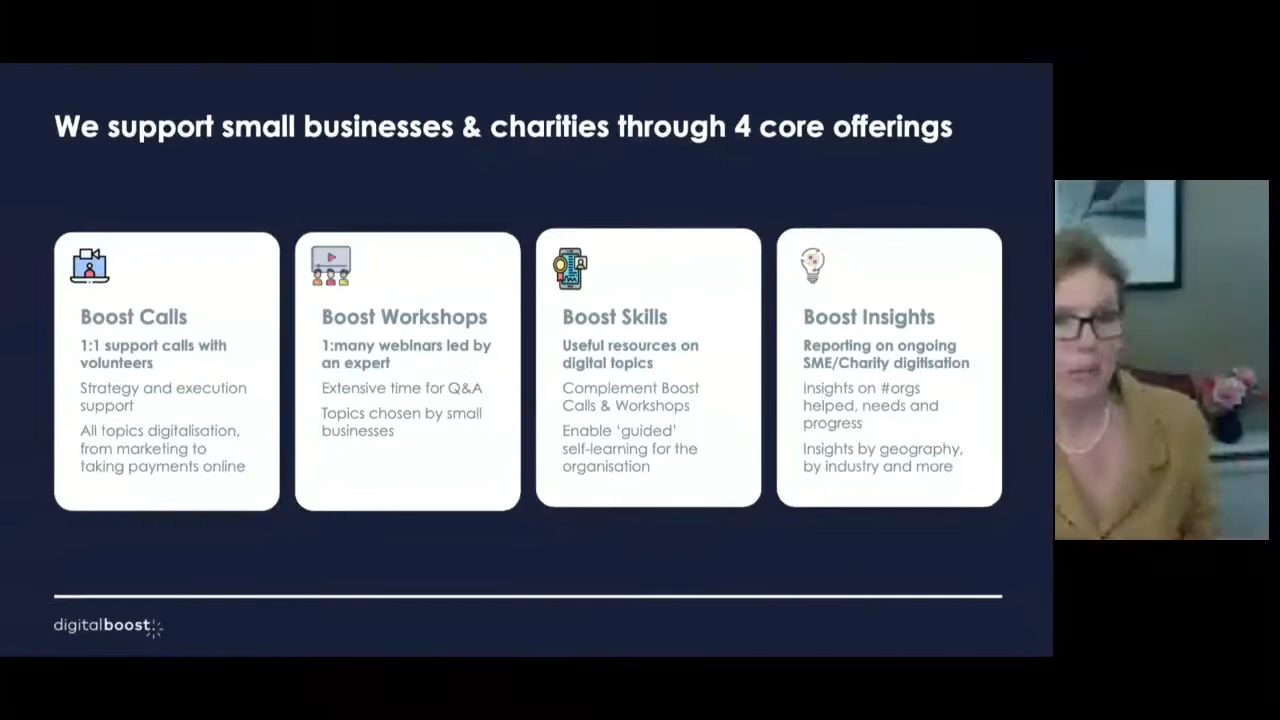 We support small businesses & charities through 4 core offerings
Boost Calls
1:1 support calls with
volunteers
Strategy and execution
support
All topics digitalisation,
from marketing to
taking payments online
Boost Workshops
1:many webinars led by
an expert
Extensive time for Q&A
Topics chosen by small
businesses
Boost Skills
Useful resources on
digital topics
Complement Boost
Calls & Workshops
Enable ‘guided’
self-learning for the
organisation
Boost Insights
Reporting on ongoing
SME/Charity digitisation
Insights on #orgs
helped, needs and
progress
Insights by geography,
by industry and more
digitalboost